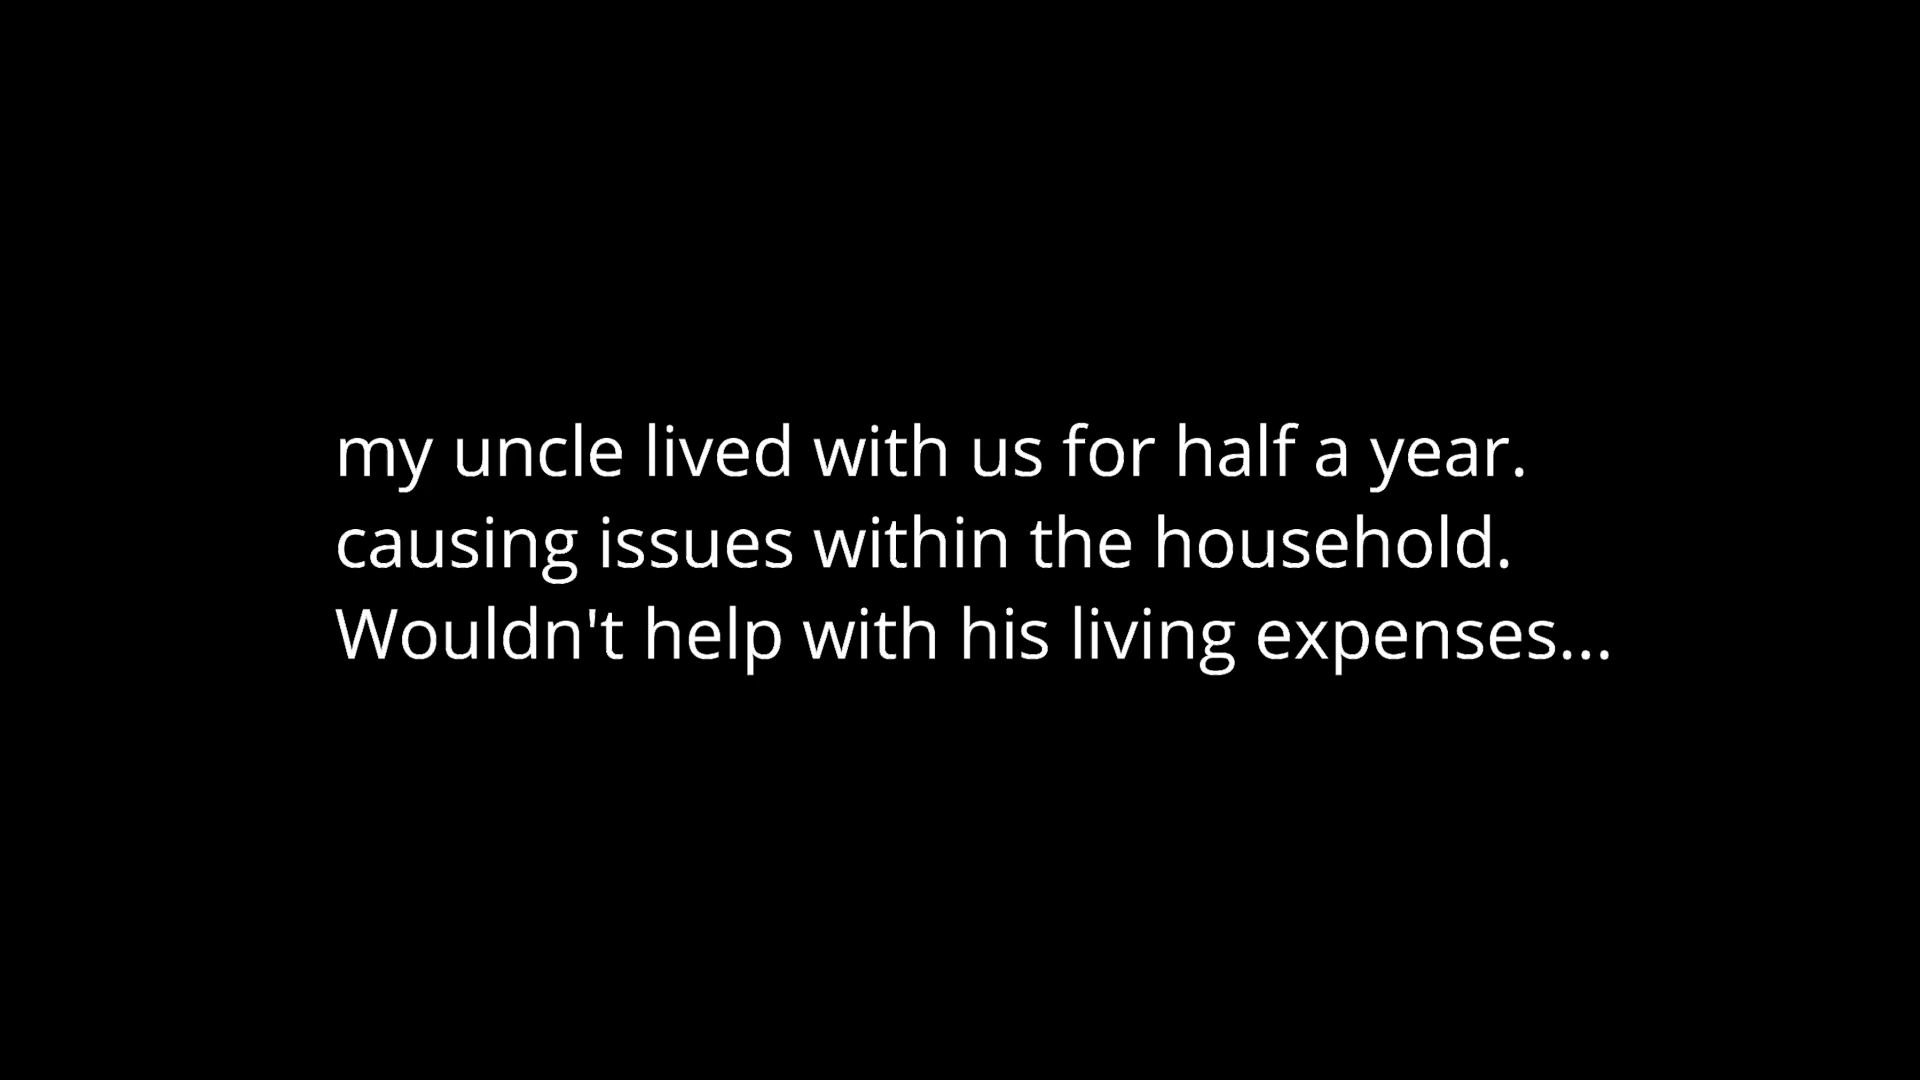 my uncle lived with us for half a year.
causing issues within the household.
Wouldn't help with his living expenses...